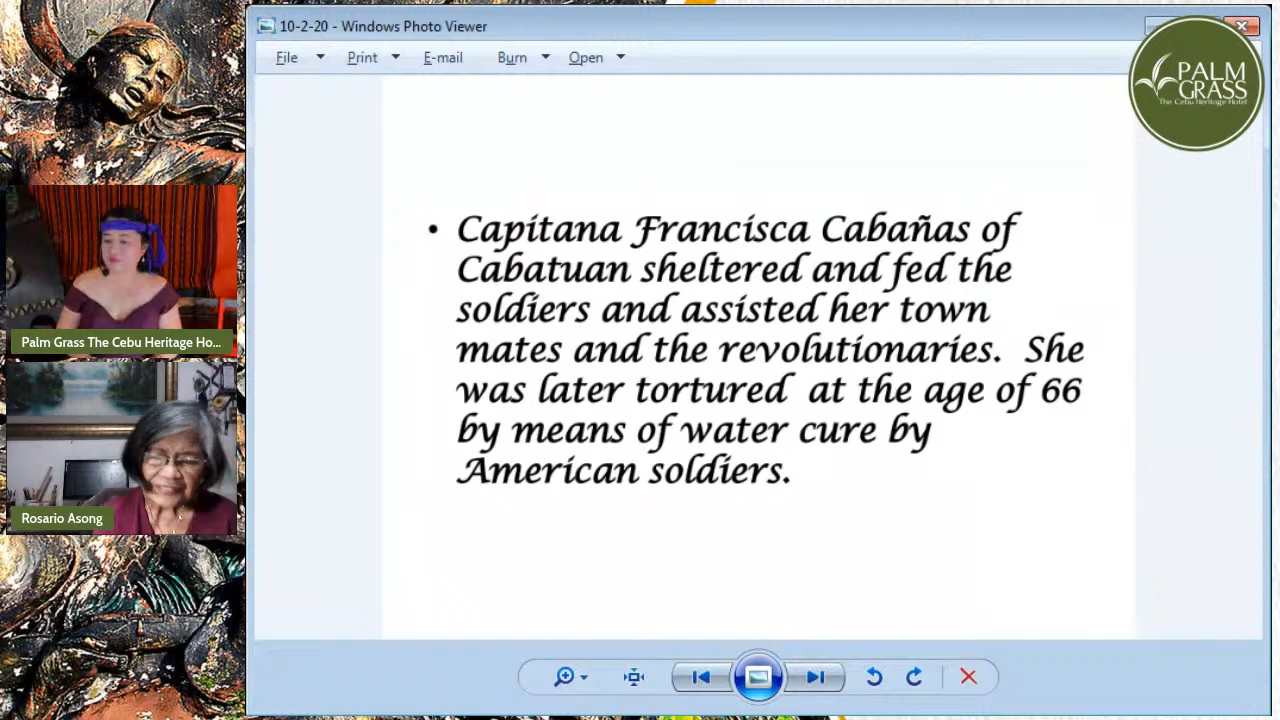 10-2-20 - Windows Photo Viewer
File Print E-mail Burn Open
PALM
GRASS
The Cebu Heritage Hotel
• Capitana Francisca Cabañas of
Cabatuan sheltered and fed the
soldiers and assisted her town
mates and the revolutionaries. She
was later tortured at the age of 66
by means of water cure by
American soldiers.
Palm Grass The Cebu Heritage Ho...
Rosario Asong